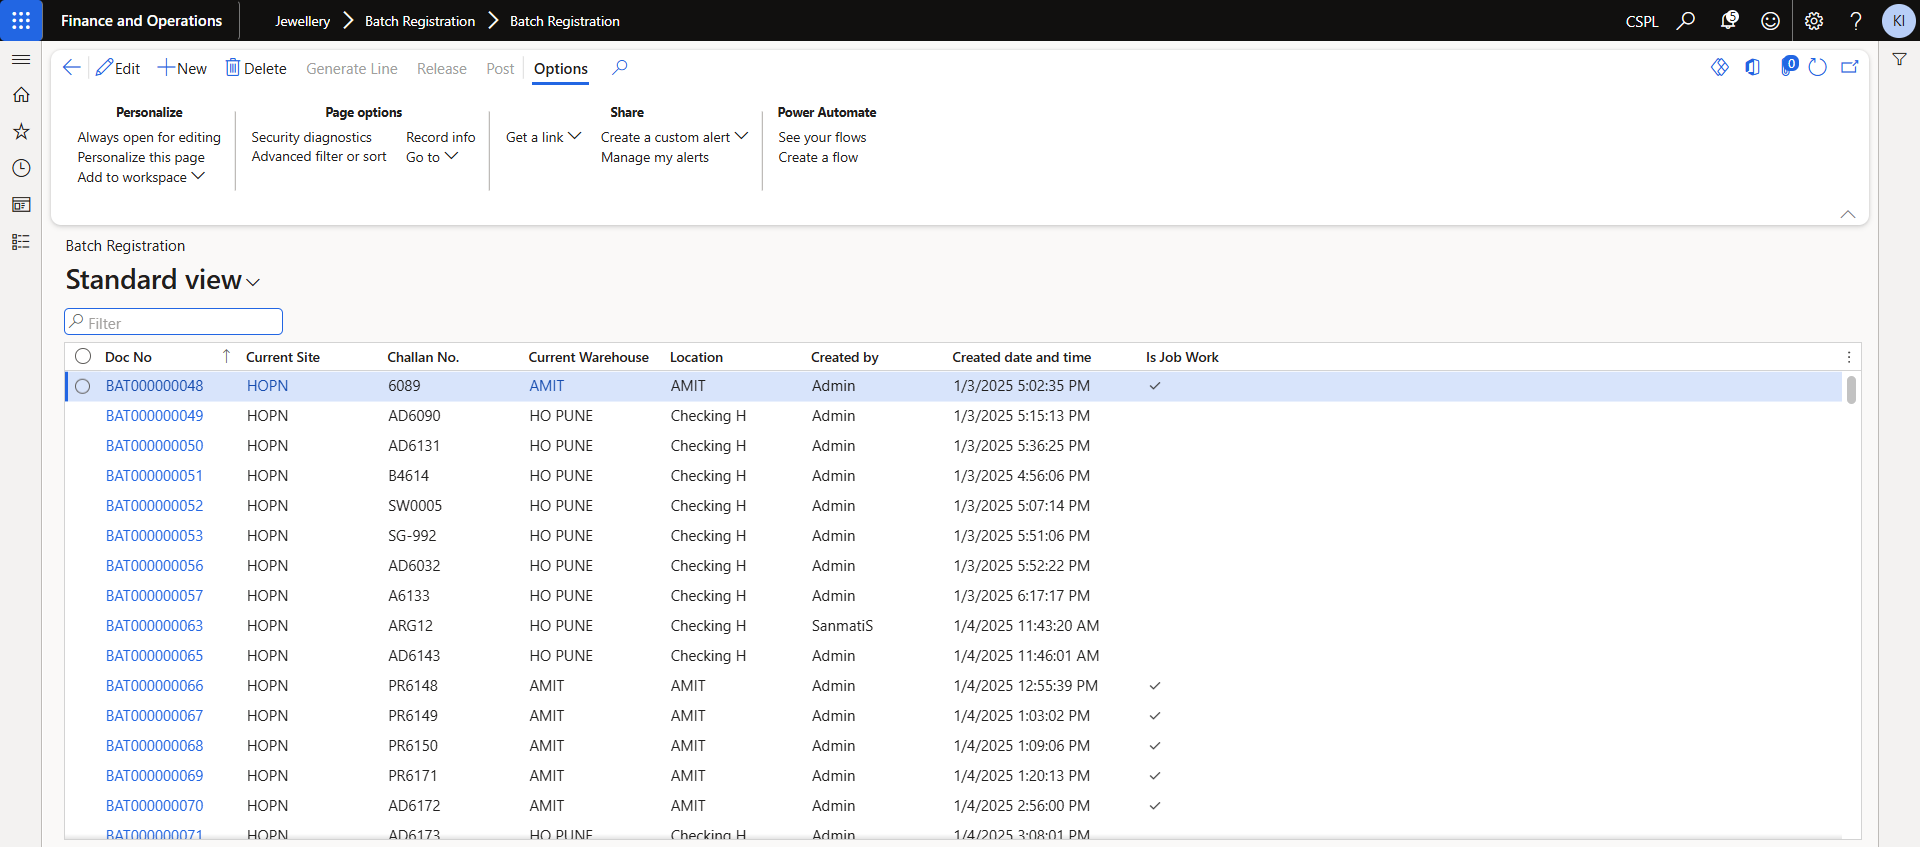 Finance and Operations Jewellery Batch Registration Batch Registration CSPL 5 ? KI
Edit New Delete Generate Line Release Post Options 0
Personalize Page options Share Power Automate
Always open for editing Security diagnostics Record info Get a link Create a custom alert See your flows
Personalize this page Advanced filter or sort Go to Manage my alerts Create a flow
Add to workspace
Batch Registration
Standard view
Filter
Doc No Current Site Challan No. Current Warehouse Location Created by Created date and time Is Job Work
BAT000000048 HOPN 6089 AMIT AMIT Admin 1/3/2025 5:02:35 PM
BAT000000049 HOPN AD6090 HO PUNE Checking H Admin 1/3/2025 5:15:13 PM
BAT000000050 HOPN AD6131 HO PUNE Checking H Admin 1/3/2025 5:36:25 PM
BAT000000051 HOPN B4614 HO PUNE Checking H Admin 1/3/2025 4:56:06 PM
BAT000000052 HOPN SW0005 HO PUNE Checking H Admin 1/3/2025 5:07:14 PM
BAT000000053 HOPN SG-992 HO PUNE Checking H Admin 1/3/2025 5:51:06 PM
BAT000000056 HOPN AD6032 HO PUNE Checking H Admin 1/3/2025 5:52:22 PM
BAT000000057 HOPN A6133 HO PUNE Checking H Admin 1/3/2025 6:17:17 PM
BAT000000063 HOPN ARG12 HO PUNE Checking H SanmatiS 1/4/2025 11:43:20 AM
BAT000000065 HOPN AD6143 HO PUNE Checking H Admin 1/4/2025 11:46:01 AM
BAT000000066 HOPN PR6148 AMIT AMIT Admin 1/4/2025 12:55:39 PM
BAT000000067 HOPN PR6149 AMIT AMIT Admin 1/4/2025 1:03:02 PM
BAT000000068 HOPN PR6150 AMIT AMIT Admin 1/4/2025 1:09:06 PM
BAT000000069 HOPN PR6171 AMIT AMIT Admin 1/4/2025 1:20:13 PM
BAT000000070 HOPN AD6172 AMIT AMIT Admin 1/4/2025 2:56:00 PM
BAT000000071 HOPN AD6173 HO PUNE Checking H Admin 1/4/2025 3:08:01 PM